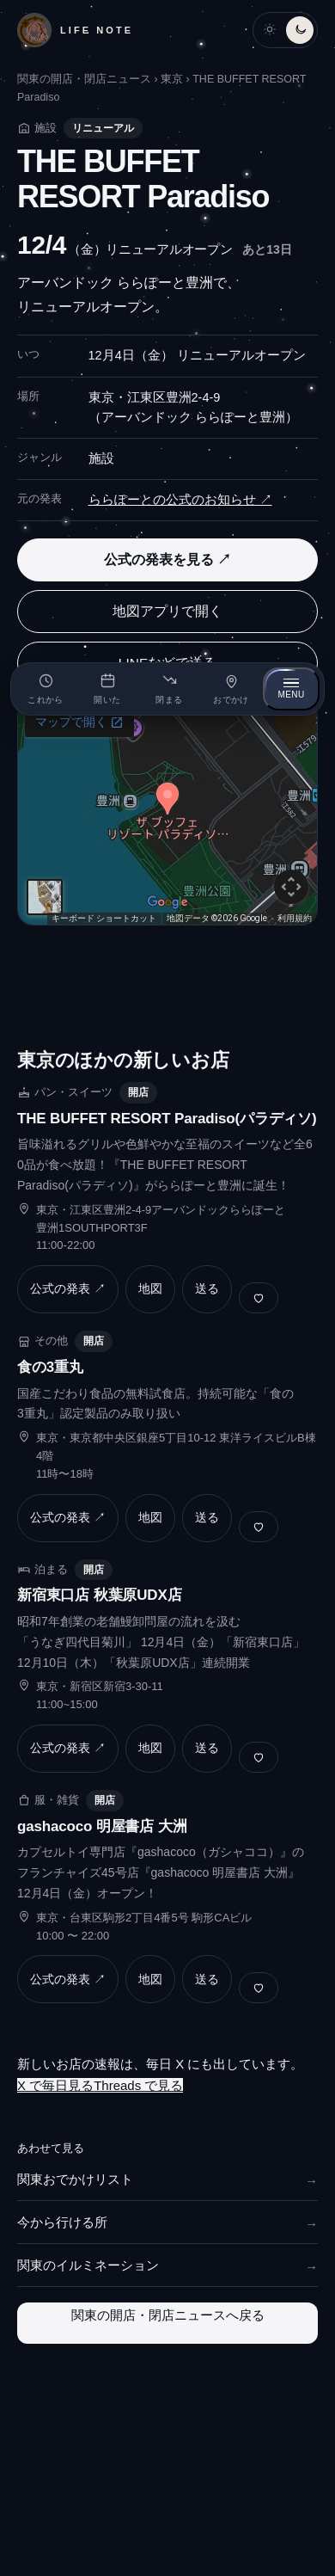 LIFE NOTE
関東の開店・閉店ニュース › 東京 › THE BUFFET RESORT
Paradiso
施設 リニューアル
THE BUFFET
RESORT Paradiso
12/4（金）リニューアルオープン あと13日
アーバンドック ららぽーと豊洲で、
リニューアルオープン。
いつ 12月4日（金） リニューアルオープン
場所 東京・江東区豊洲2-4-9
（アーバンドック ららぽーと豊洲）
ジャンル 施設
元の発表 ららぽーとの公式のお知らせ ↗
公式の発表を見る ↗
地図アプリで開く
LINEなどで送る
これから 開いた 閉まる おでかけ MENU
マップで開く
豊洲
豊洲
ザ ブッフェ
リゾート パラディソ…
豊洲
豊洲公園
Google
キーボード ショートカット 地図データ ©2026 Google 利用規約
東京のほかの新しいお店
パン・スイーツ 開店
THE BUFFET RESORT Paradiso(パラディソ)
旨味溢れるグリルや色鮮やかな至福のスイーツなど全6
0品が食べ放題！『THE BUFFET RESORT
Paradiso(パラディソ)』がららぽーと豊洲に誕生！
東京・江東区豊洲2-4-9アーバンドックららぽーと
豊洲1SOUTHPORT3F
11:00-22:00
公式の発表 ↗ 地図 送る
その他 開店
食の3重丸
国産こだわり食品の無料試食店。持続可能な「食の
3重丸」認定製品のみ取り扱い
東京・東京都中央区銀座5丁目10-12 東洋ライスビルB棟
4階
11時〜18時
公式の発表 ↗ 地図 送る
泊まる 開店
新宿東口店 秋葉原UDX店
昭和7年創業の老舗鰻卸問屋の流れを汲む
「うなぎ四代目菊川」 12月4日（金）「新宿東口店」
12月10日（木）「秋葉原UDX店」連続開業
東京・新宿区新宿3-30-11
11:00~15:00
公式の発表 ↗ 地図 送る
服・雑貨 開店
gashacoco 明屋書店 大洲
カプセルトイ専門店『gashacoco（ガシャココ）』の
フランチャイズ45号店『gashacoco 明屋書店 大洲』
12月4日（金）オープン！
東京・台東区駒形2丁目4番5号 駒形CAビル
10:00 〜 22:00
公式の発表 ↗ 地図 送る
新しいお店の速報は、毎日 X にも出しています。
X で毎日見るThreads で見る
あわせて見る
関東おでかけリスト →
今から行ける所 →
関東のイルミネーション →
関東の開店・閉店ニュースへ戻る